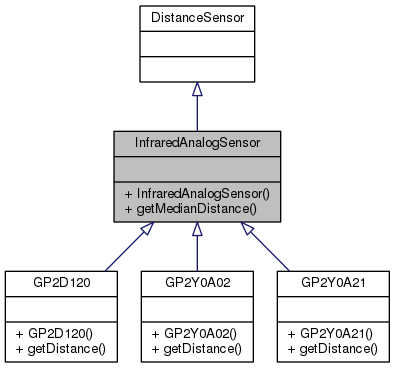 DistanceSensor
InfraredAnalogSensor
+ InfraredAnalogSensor()
+ getMedianDistance()
GP2D120
+ GP2D120()
+ getDistance()
GP2Y0A02
+ GP2Y0A02()
+ getDistance()
GP2Y0A21
+ GP2Y0A21()
+ getDistance()